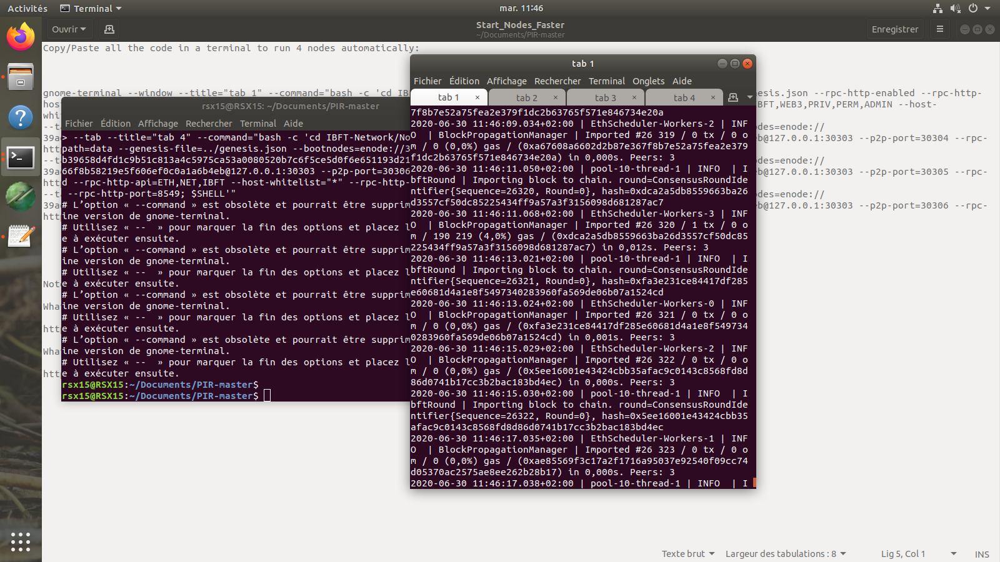 Activités
Terminal
mar. 11:46
Ouvrir
Start_Nodes_Faster
~/Documents/PIR-master
Enregistrer
Copy/Paste all the code in a terminal to run 4 nodes automatically:
gnome-terminal --window --title="tab 1" --command="bash -c 'cd IB
nesis.json --rpc-http-enabled --rpc-http-
host
BFT,WEB3,PRIV,PERM,ADMIN --host-
whit
--ta
des=enode://
39ad
eb@127.0.0.1:30303 --p2p-port=30304 --rpc-
http
--ta
des=enode://
39ad
eb@127.0.0.1:30303 --p2p-port=30305 --rpc-
http
--ta
des=enode://
39ad
eb@127.0.0.1:30303 --p2p-port=30306 --rpc-
http
Note
What
http
What
http
rsx15@RSX15: ~/Documents/PIR-master
Fichier Édition Affichage Rechercher Terminal Aide
> --tab --title="tab 4" --command="bash -c 'cd IBFT-Network/No
path=data --genesis-file=../genesis.json --bootnodes=enode://3
b39658d4fd1c9b51c813a4c5975ca53a0080520b7c6f5ce5d0f6e651193d21
66f8b58219e5f606ef0c0a1a6b4eb@127.0.0.1:30303 --p2p-port=30306
d --rpc-http-api=ETH,NET,IBFT --host-whitelist="*" --rpc-http-
 --rpc-http-port=8549; $SHELL'"
# L’option « --command » est obsolète et pourrait être supprim
ine version de gnome-terminal.
# Utilisez « --  » pour marquer la fin des options et placez l
e à exécuter ensuite.
# L’option « --command » est obsolète et pourrait être supprim
ine version de gnome-terminal.
# Utilisez « --  » pour marquer la fin des options et placez l
e à exécuter ensuite.
# L’option « --command » est obsolète et pourrait être supprim
ine version de gnome-terminal.
# Utilisez « --  » pour marquer la fin des options et placez l
e à exécuter ensuite.
# L’option « --command » est obsolète et pourrait être supprim
ine version de gnome-terminal.
# Utilisez « --  » pour marquer la fin des options et placez l
e à exécuter ensuite.
rsx15@RSX15:~/Documents/PIR-master$
rsx15@RSX15:~/Documents/PIR-master$
tab 1
Fichier Édition Affichage Rechercher Terminal Onglets Aide
tab 1 × tab 2 × tab 3 × tab 4 ×
7f8b7e52a75fea2e379f1dc2b63765f571e846734e20a
2020-06-30 11:46:09.034+02:00 | EthScheduler-Workers-2 | INF
O  | BlockPropagationManager | Imported #26 319 / 0 tx / 0 o
m / 0 (0,0%) gas / (0xa67608a6602d2b87e367f8b7e52a75fea2e379
f1dc2b63765f571e846734e20a) in 0,000s. Peers: 3
2020-06-30 11:46:11.050+02:00 | pool-10-thread-1 | INFO  | I
bftRound | Importing block to chain. round=ConsensusRoundIde
ntifier{Sequence=26320, Round=0}, hash=0xdca2a5db8559663ba26
d3557cf50dc85225434ff9a57a3f3156098d681287ac7
2020-06-30 11:46:11.068+02:00 | EthScheduler-Workers-3 | INF
O  | BlockPropagationManager | Imported #26 320 / 1 tx / 0 o
m / 190 219 (4,0%) gas / (0xdca2a5db8559663ba26d3557cf50dc85
225434ff9a57a3f3156098d681287ac7) in 0,012s. Peers: 3
2020-06-30 11:46:13.021+02:00 | pool-10-thread-1 | INFO  | I
bftRound | Importing block to chain. round=ConsensusRoundIde
ntifier{Sequence=26321, Round=0}, hash=0xfa3e231ce84417df285
e60681d4a1e8f5497340283960fa569de06b07a1524cd
2020-06-30 11:46:13.024+02:00 | EthScheduler-Workers-0 | INF
O  | BlockPropagationManager | Imported #26 321 / 0 tx / 0 o
m / 0 (0,0%) gas / (0xfa3e231ce84417df285e60681d4a1e8f549734
0283960fa569de06b07a1524cd) in 0,001s. Peers: 3
2020-06-30 11:46:15.029+02:00 | EthScheduler-Workers-2 | INF
O  | BlockPropagationManager | Imported #26 322 / 0 tx / 0 o
m / 0 (0,0%) gas / (0x5ee16001e43424cbb35afac9c0143c8568fd8d
86d0741b17cc3b2bac183bd4ec) in 0,000s. Peers: 3
2020-06-30 11:46:15.030+02:00 | pool-10-thread-1 | INFO  | I
bftRound | Importing block to chain. round=ConsensusRoundIde
ntifier{Sequence=26322, Round=0}, hash=0x5ee16001e43424cbb35
afac9c0143c8568fd8d86d0741b17cc3b2bac183bd4ec
2020-06-30 11:46:17.035+02:00 | EthScheduler-Workers-1 | INF
O  | BlockPropagationManager | Imported #26 323 / 0 tx / 0 o
m / 0 (0,0%) gas / (0xae85569f3c17a2f1716a95037e92540f09cc74
d05370ac2575ae8ee262b28b17) in 0,000s. Peers: 3
2020-06-30 11:46:17.038+02:00 | pool-10-thread-1 | INFO  | I
Texte brut
Largeur des tabulations : 8
Lig 5, Col 1
INS